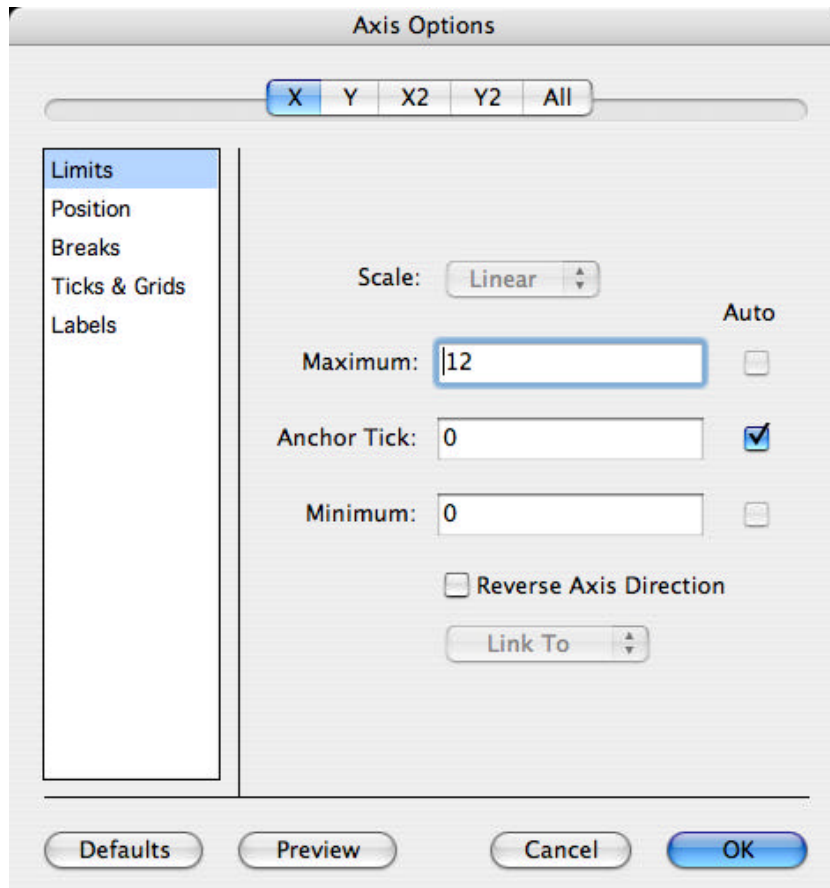 Axis Options
X Y X2 Y2 All
Limits
Position
Breaks
Ticks & Grids
Labels
Scale: Linear
Auto
Maximum: 12
Anchor Tick: 0
Minimum: 0
Reverse Axis Direction
Link To
Defaults Preview Cancel OK